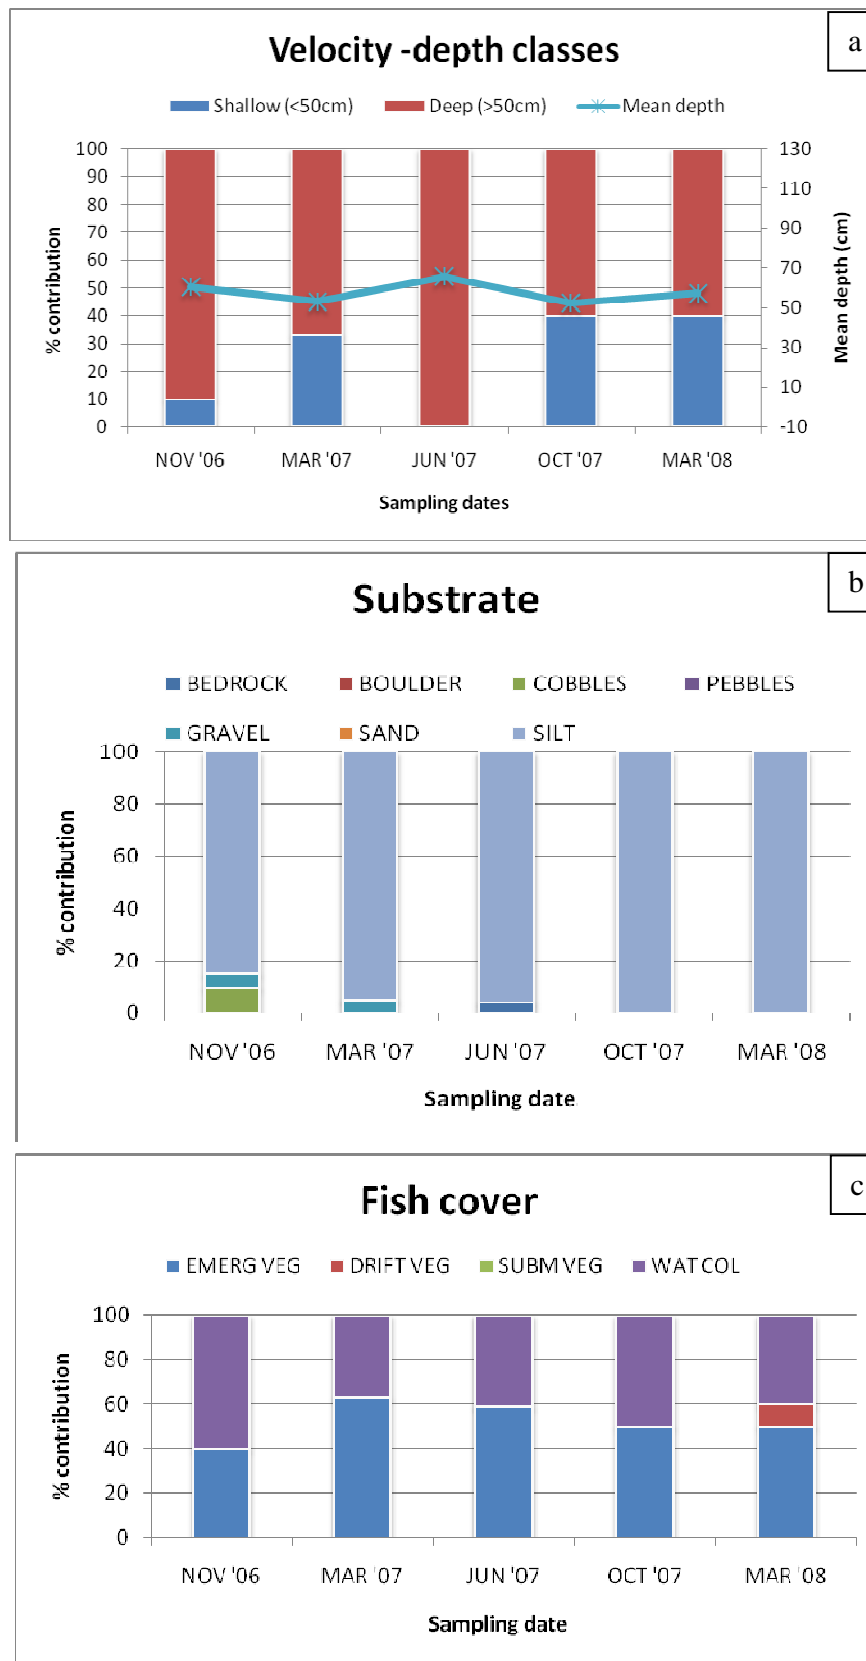 a
Velocity -depth classes
Shallow (<50cm) Deep (>50cm) Mean depth
100 130
90 110
80 90
70 70
60 50
50 30
40 10
30 -10
20
10
0
% contribution
Mean depth (cm)
NOV '06 MAR '07 JUN '07 OCT '07 MAR '08
Sampling dates
b
Substrate
BEDROCK BOULDER COBBLES PEBBLES
GRAVEL SAND SILT
100
80
60
40
20
0
% contribution
NOV '06 MAR '07 JUN '07 OCT '07 MAR '08
Sampling date
c
Fish cover
EMERG VEG DRIFT VEG SUBM VEG WAT COL
100
80
60
40
20
0
% contribution
NOV '06 MAR '07 JUN '07 OCT '07 MAR '08
Sampling date